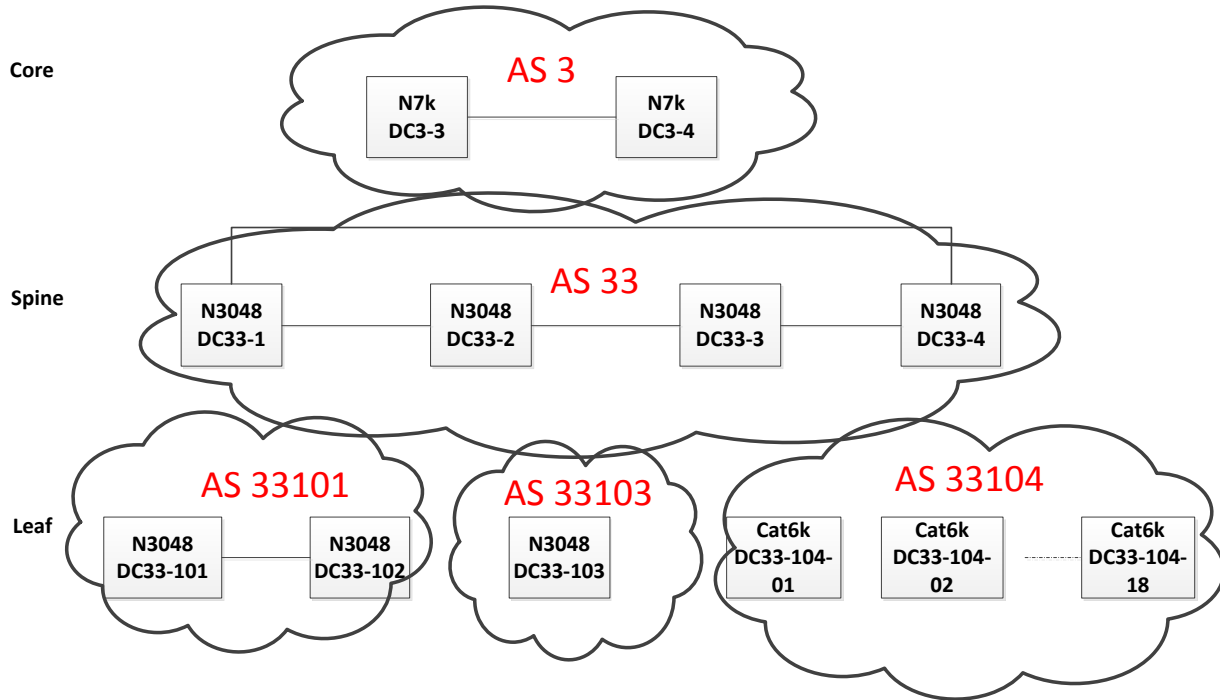 Core
AS 3
N7k
DC3-3
N7k
DC3-4
Spine
AS 33
N3048
DC33-1
N3048
DC33-2
N3048
DC33-3
N3048
DC33-4
Leaf
AS 33101
N3048
DC33-101
N3048
DC33-102
AS 33103
N3048
DC33-103
AS 33104
Cat6k
DC33-104-
01
Cat6k
DC33-104-
02
Cat6k
DC33-104-
18